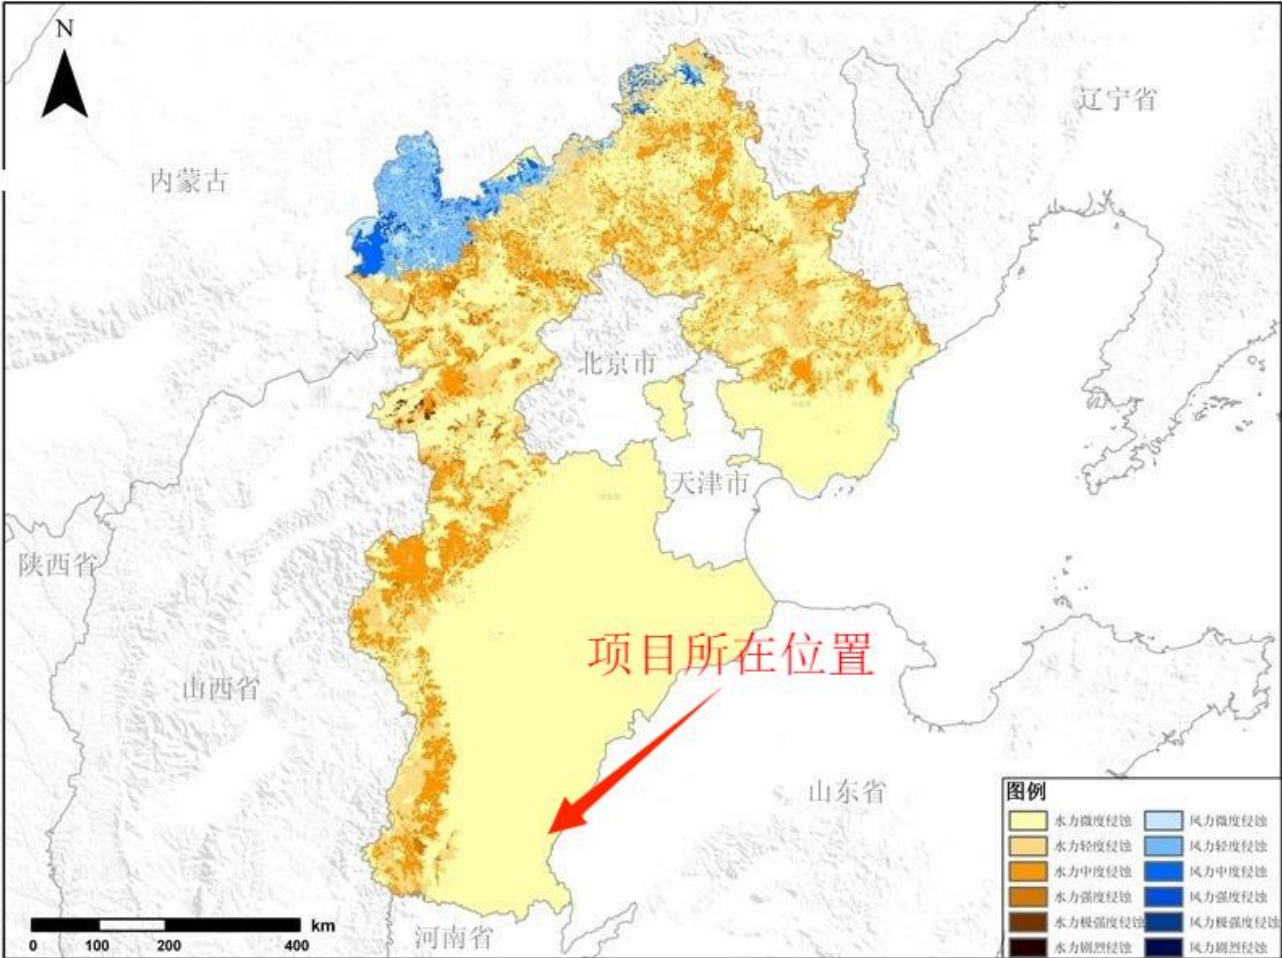 N
辽宁省
内蒙古
北京市
天津市
陕西省
项目所在位置
山西省
山东省
图例
水力微度侵蚀 风力微度侵蚀
水力轻度侵蚀 风力轻度侵蚀
水力中度侵蚀 风力中度侵蚀
水力强度侵蚀 风力强度侵蚀
水力极强度侵蚀 风力极强度侵蚀
水力剧烈侵蚀 风力剧烈侵蚀
km
0 100 200 400
河南省